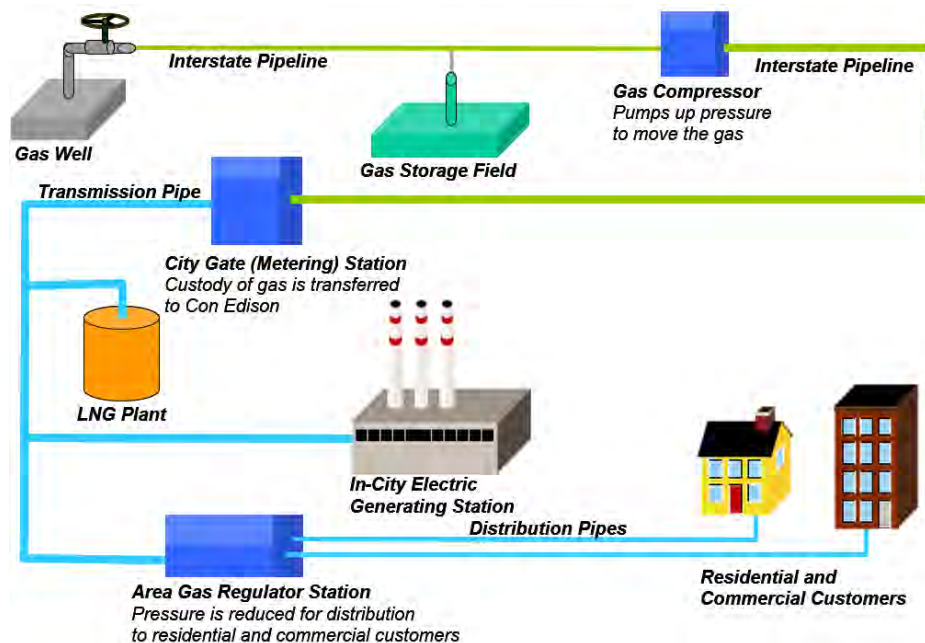 Interstate Pipeline
Interstate Pipeline
Gas Compressor
Pumps up pressure
to move the gas
Gas Well
Gas Storage Field
Transmission Pipe
City Gate (Metering) Station
Custody of gas is transferred
to Con Edison
LNG Plant
In-City Electric
Generating Station
Distribution Pipes
Residential and
Commercial Customers
Area Gas Regulator Station
Pressure is reduced for distribution
to residential and commercial customers